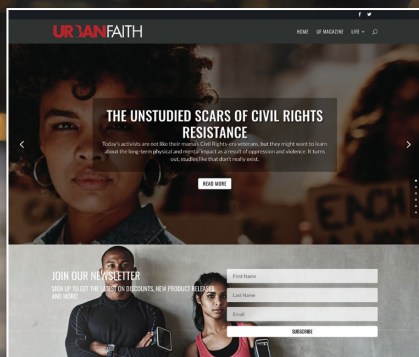 URBANFAITH
HOME UF MAGAZINE LIFE
THE UNSTUDIED SCARS OF CIVIL RIGHTS
RESISTANCE
Today's activists are not like their mama's Civil Rights-era veterans, but they might want to learn
about the long-term physical and mental impact as a result of oppression and violence. It turns
out, studies like that don't really exist.
READ MORE
EACH
JOIN OUR NEWSLETTER
SIGN UP TO GET THE LATEST ON DISCOUNTS, NEW PRODUCT RELEASES,
AND MORE!
First Name
Last Name
Email
SUBSCRIBE